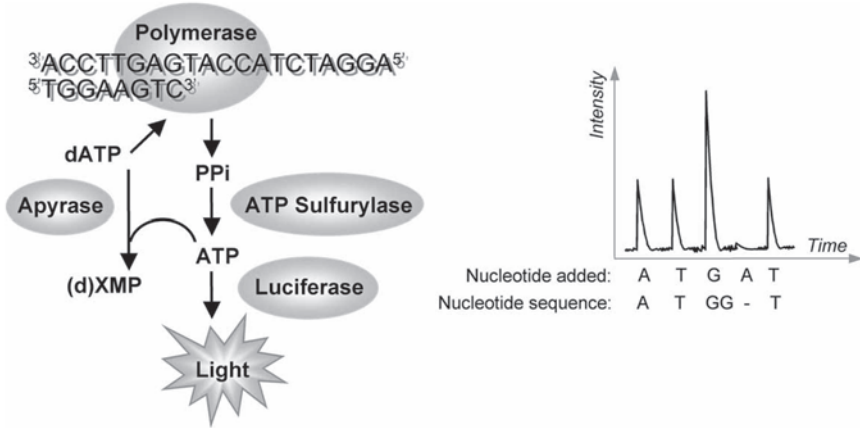 Polymerase
3'ACCTTGAGTACCATCTAGGA5'
5'TGGAAGTC3'
dATP
PPi
Apyrase
ATP Sulfurylase
ATP
(d)XMP
Luciferase
Light
Intensity
Time
Nucleotide added: A T G A T
Nucleotide sequence: A T GG - T